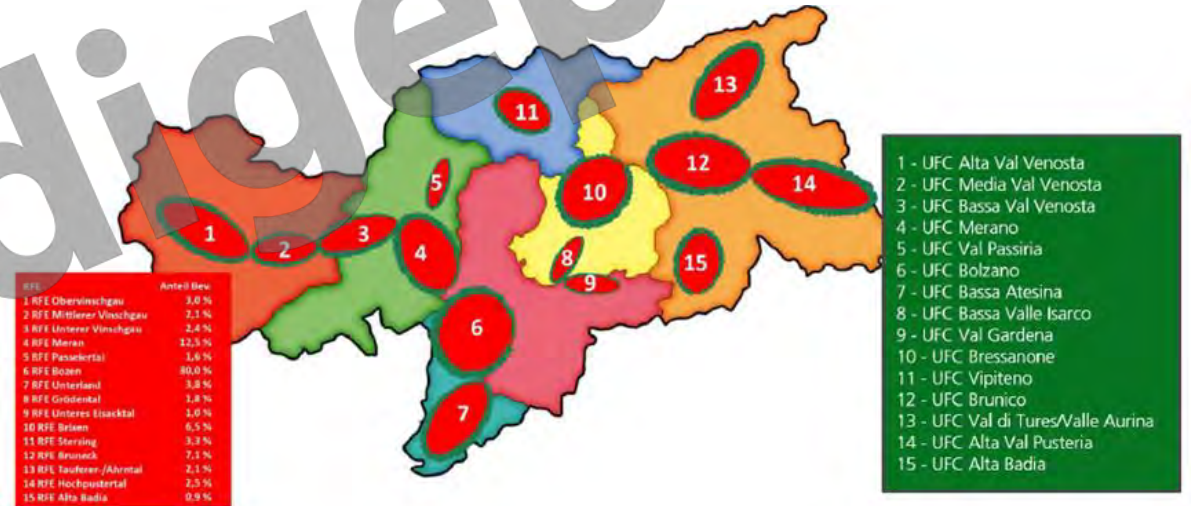 digep
13
11
12
14
10
5
1
2
3
4
8
9
15
6
7
RFE Anteil Bev.
1 RFE Obervinschgau 3,0 %
2 RFE Mittlerer Vinschgau 2,1 %
3 RFE Unterer Vinschgau 2,4 %
4 RFE Meran 12,5 %
5 RFE Passeiertal 1,6 %
6 RFE Bozen 80,0 %
7 RFE Unterland 3,8 %
8 RFE Grödental 1,8 %
9 RFE Unteres Eisacktal 1,0 %
10 RFE Brixen 6,5 %
11 RFE Sterzing 3,3 %
12 RFE Bruneck 7,1 %
13 RFE Tauferer-/Ahrntal 2,1 %
14 RFE Hochpustertal 2,5 %
15 RFE Alta Badia 0,9 %
1 - UFC Alta Val Venosta
2 - UFC Media Val Venosta
3 - UFC Bassa Val Venosta
4 - UFC Merano
5 - UFC Val Passiria
6 - UFC Bolzano
7 - UFC Bassa Atesina
8 - UFC Bassa Valle Isarco
9 - UFC Val Gardena
10 - UFC Bressanone
11 - UFC Vipiteno
12 - UFC Brunico
13 - UFC Val di Tures/Valle Aurina
14 - UFC Alta Val Pusteria
15 - UFC Alta Badia